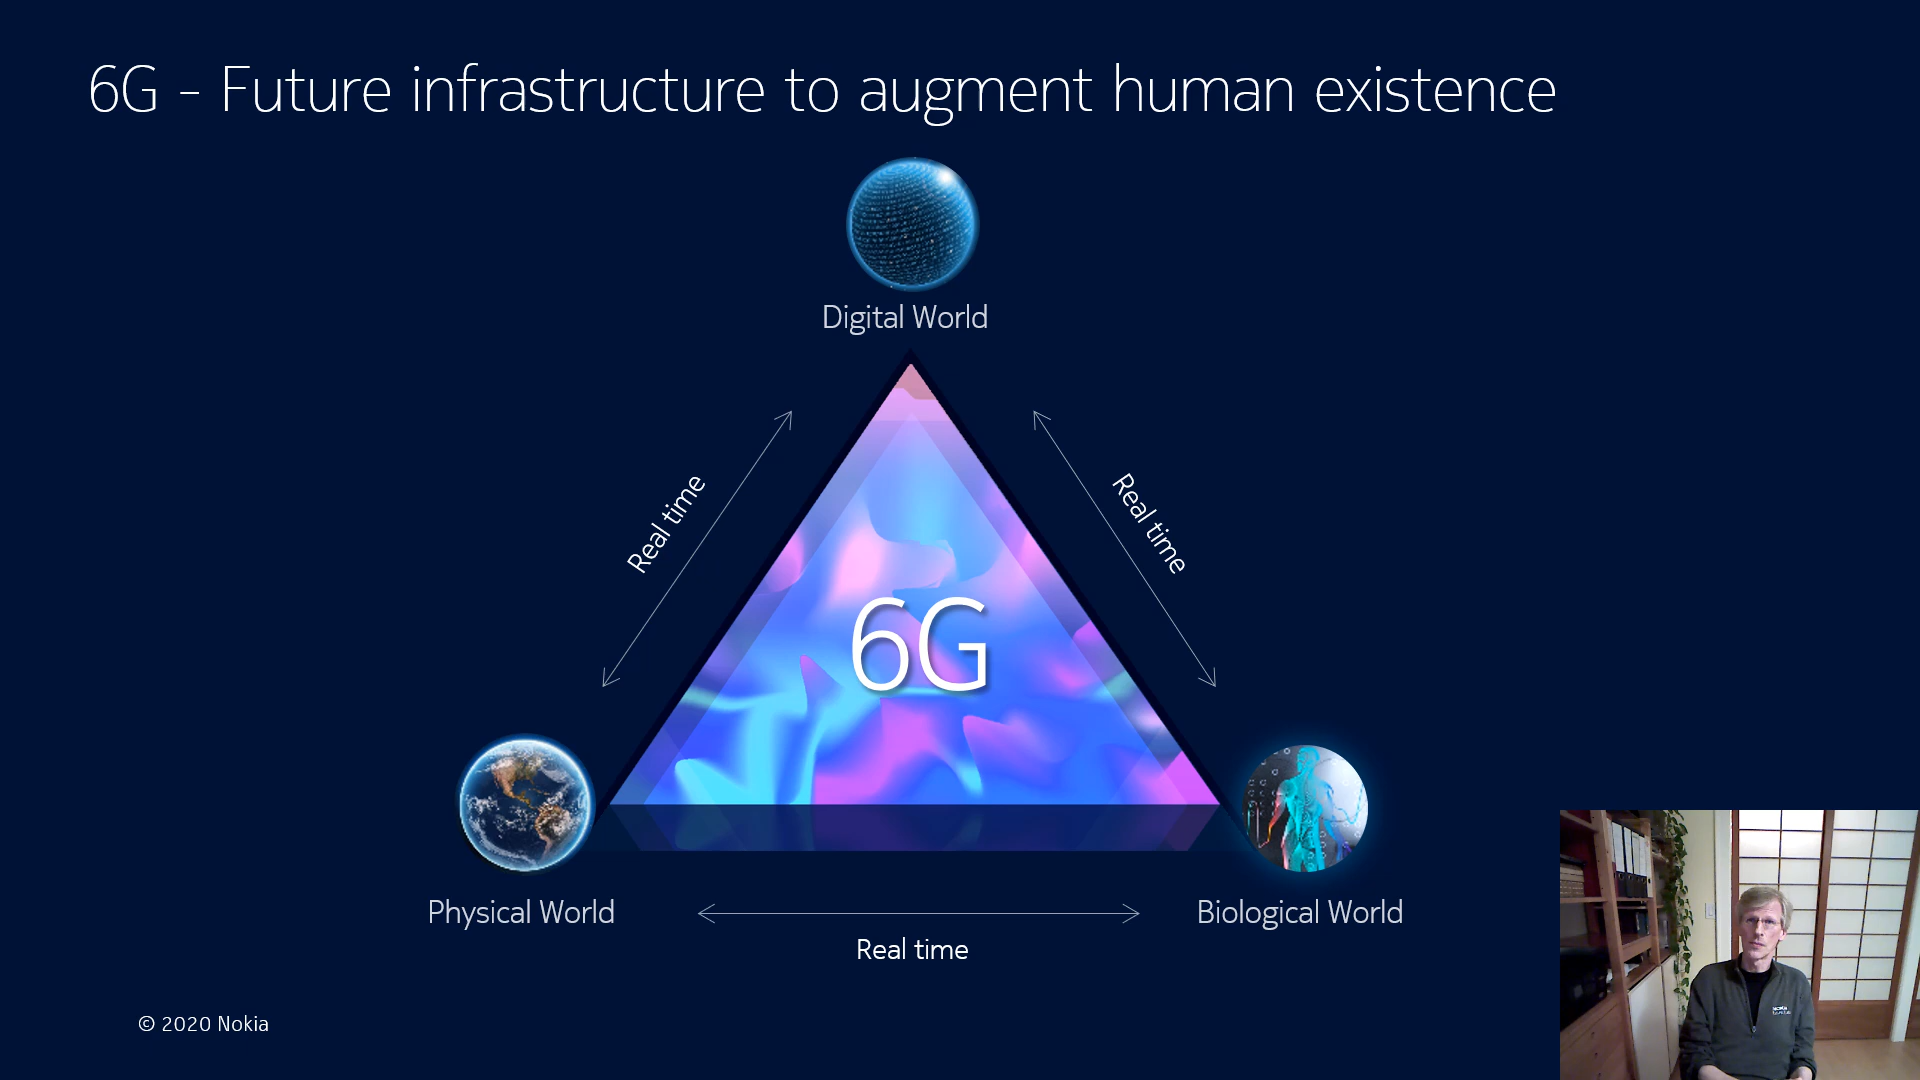 6G - Future infrastructure to augment human existence
Digital World
Real time
Real time
6G
Physical World
Biological World
Real time
© 2020 Nokia
NOKIA